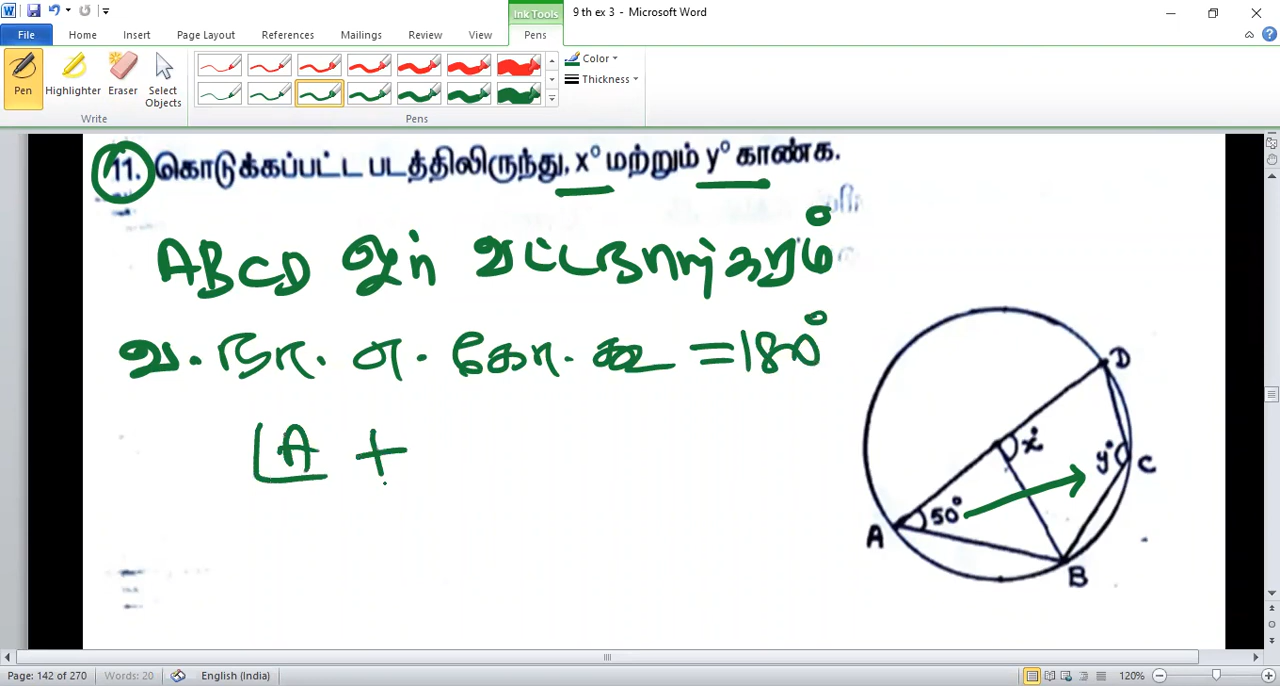 Ink Tools
9 th ex 3 - Microsoft Word
File Home Insert Page Layout References Mailings Review View Pens
Pen Highlighter Eraser Select Objects
Color
Thickness
Write
Pens
11. கொடுக்கப்பட்ட படத்திலிருந்து, x° மற்றும் y° காண்க.
ABCD ஓர் வட்டநாற்கரம்
வ. நா. எ. கோ. கூ = 180°
A +
D
x°
y° C
50°
A
B
Page: 142 of 270 Words: 20 English (India) 120%